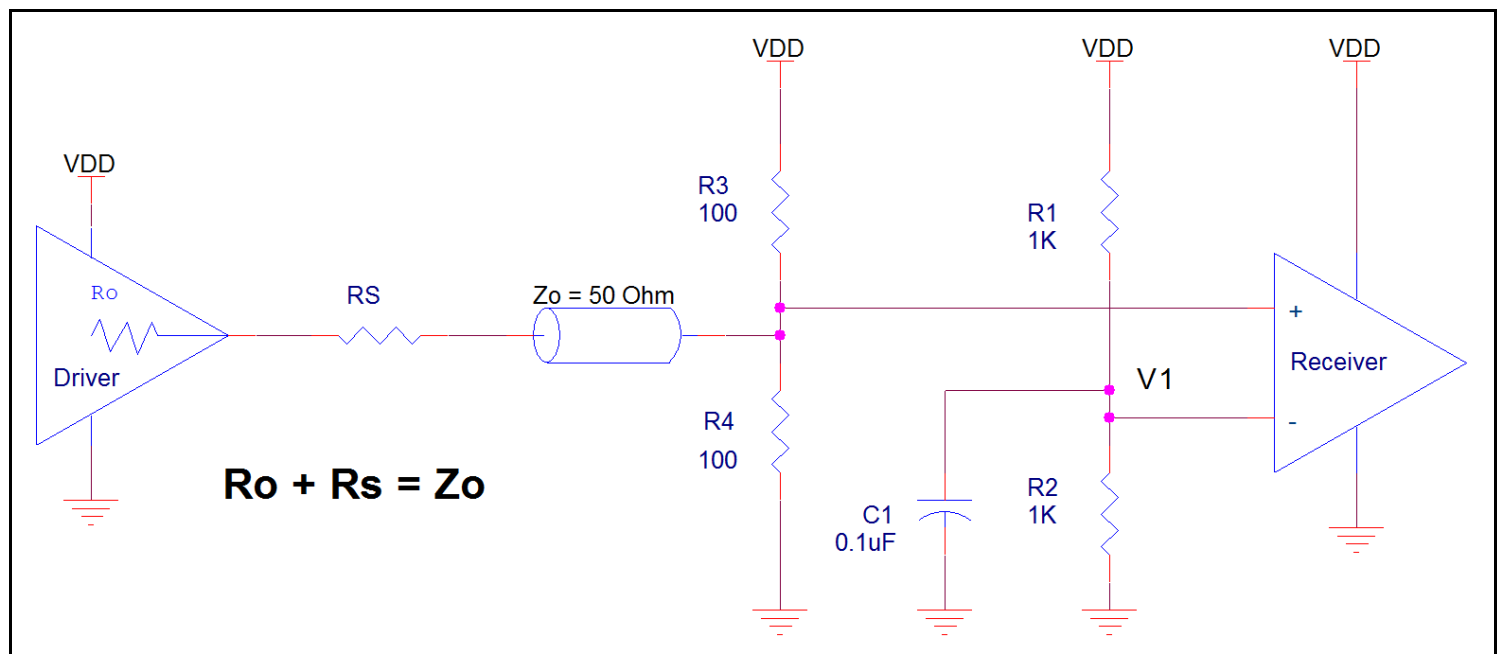 VDD
VDD
VDD
VDD
R3
100
R1
1K
Ro
RS
Zo = 50 Ohm
+
Driver
Receiver
V1
R4
100
-
Ro + Rs = Zo
R2
1K
C1
0.1uF